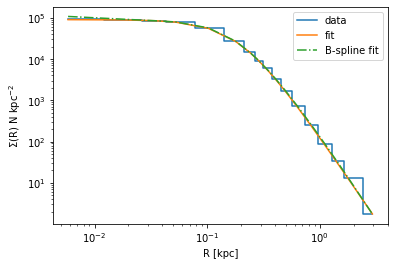 data
fit
B-spline fit
10⁵
10⁴
10³
10²
10¹
Σ(R) N kpc⁻²
10⁻² 10⁻¹ 10⁰
R [kpc]